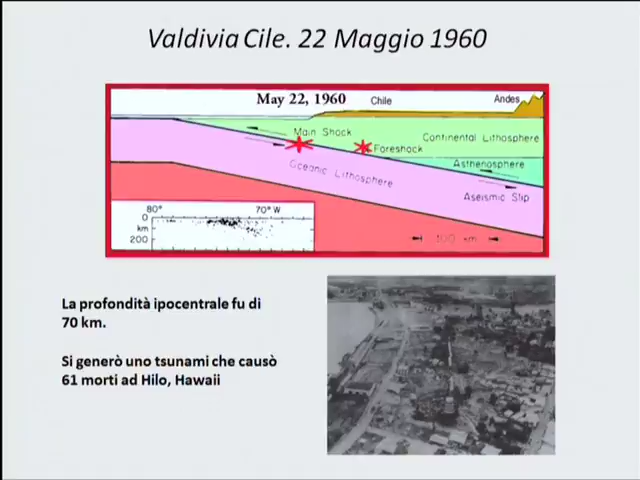 Valdivia Cile. 22 Maggio 1960
May 22, 1960
Chile
Andes
Main Shock
Continental Lithosphere
Foreshock
Asthenosphere
Oceanic Lithosphere
Aseismic Slip
80°
70° W
0
km
200
100 km
La profondità ipocentrale fu di
70 km.
Si generò uno tsunami che causò
61 morti ad Hilo, Hawaii